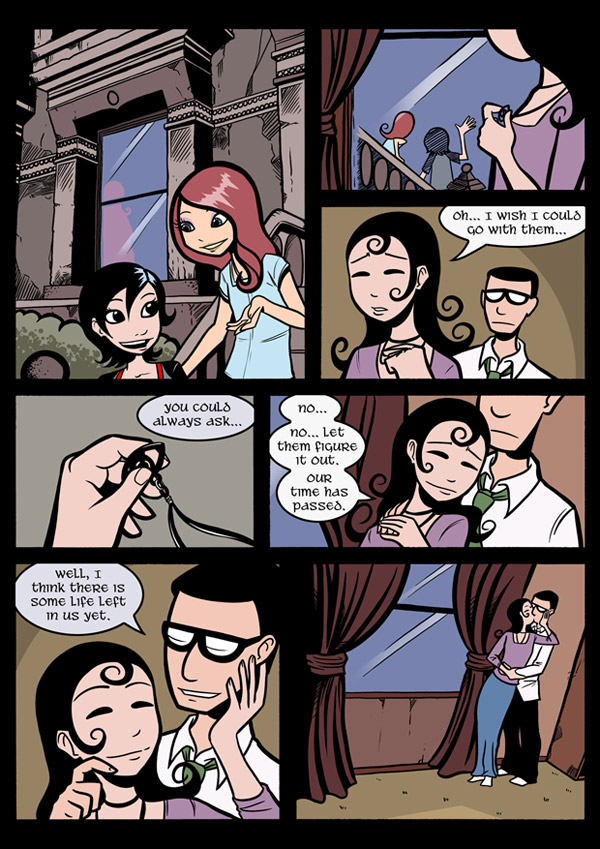 Oh... I wish I could
go with them...
You could
always ask...
No...
No... Let
them figure
it out.
Our
time has
passed.
Well, I
think there is
some life left
in us yet.